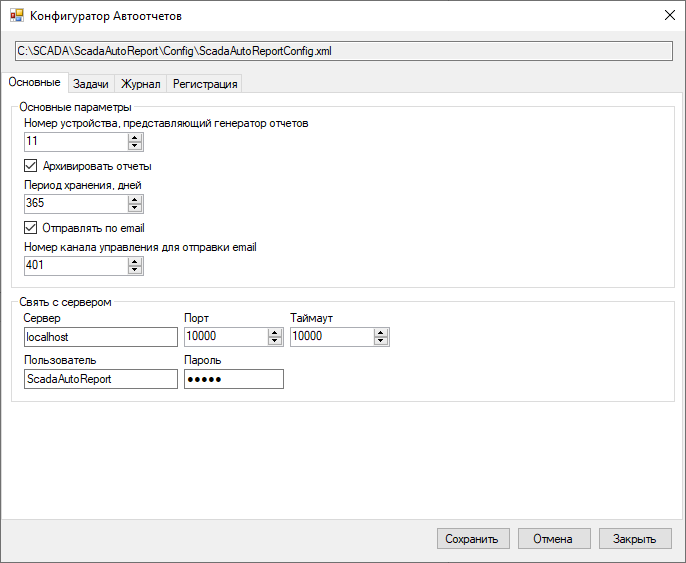 Конфигуратор Автоотчетов
C:\SCADA\ScadaAutoReport\Config\ScadaAutoReportConfig.xml
Основные Задачи Журнал Регистрация
Основные параметры
Номер устройства, представляющий генератор отчетов
11
Архивировать отчеты
Период хранения, дней
365
Отправлять по email
Номер канала управления для отправки email
401
Свять с сервером
Сервер Порт Таймаут
localhost 10000 10000
Пользователь Пароль
ScadaAutoReport •••••
Сохранить Отмена Закрыть